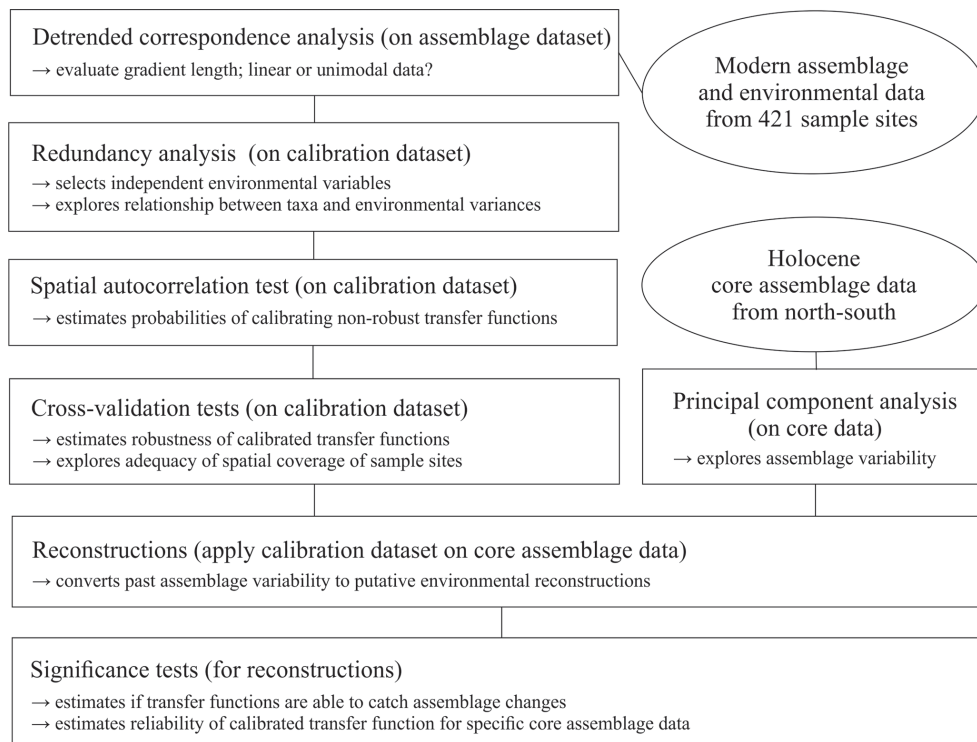 Detrended correspondence analysis (on assemblage dataset)
→ evaluate gradient length; linear or unimodal data?
Modern assemblage
and environmental data
from 421 sample sites
Redundancy analysis (on calibration dataset)
→ selects independent environmental variables
→ explores relationship between taxa and environmental variances
Spatial autocorrelation test (on calibration dataset)
→ estimates probabilities of calibrating non-robust transfer functions
Holocene
core assemblage data
from north-south
Cross-validation tests (on calibration dataset)
→ estimates robustness of calibrated transfer functions
→ explores adequacy of spatial coverage of sample sites
Principal component analysis
(on core data)
→ explores assemblage variability
Reconstructions (apply calibration dataset on core assemblage data)
→ converts past assemblage variability to putative environmental reconstructions
Significance tests (for reconstructions)
→ estimates if transfer functions are able to catch assemblage changes
→ estimates reliability of calibrated transfer function for specific core assemblage data